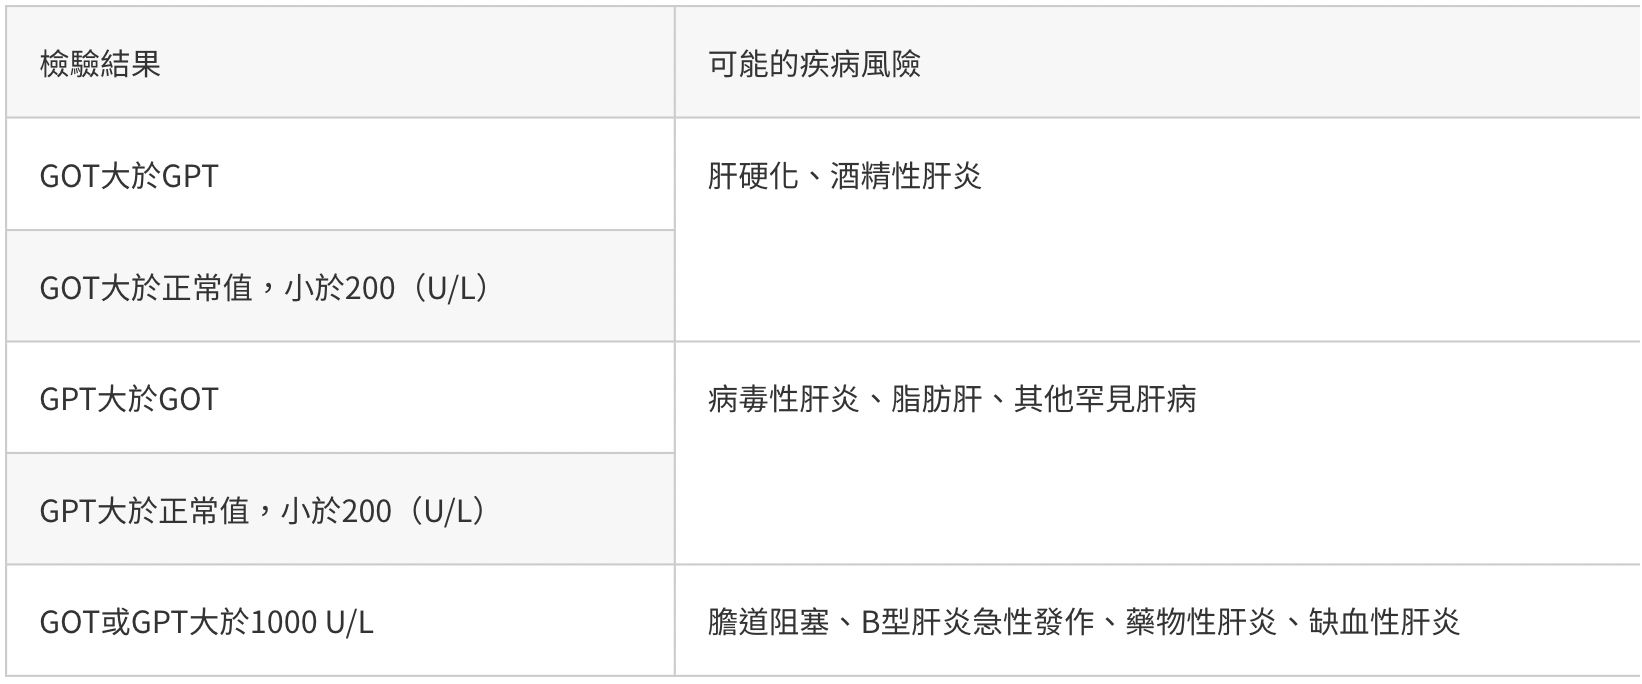 檢驗結果
可能的疾病風險
GOT大於GPT
肝硬化、酒精性肝炎
GOT大於正常值，小於200（U/L）
GPT大於GOT
病毒性肝炎、脂肪肝、其他罕見肝病
GPT大於正常值，小於200（U/L）
GOT或GPT大於1000 U/L
膽道阻塞、B型肝炎急性發作、藥物性肝炎、缺血性肝炎